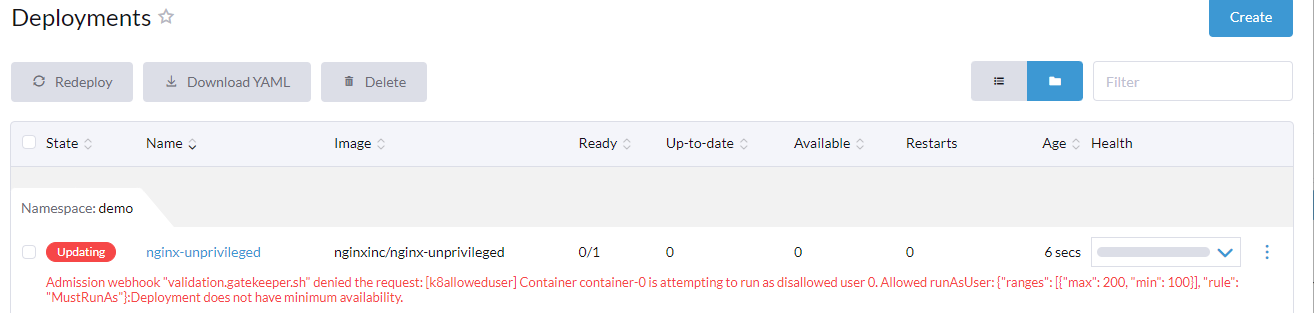 Deployments
Create
Redeploy
Download YAML
Delete
Filter
State Name Image Ready Up-to-date Available Restarts Age Health
Namespace: demo
Updating nginx-unprivileged nginxinc/nginx-unprivileged 0/1 0 0 0 6 secs
Admission webhook "validation.gatekeeper.sh" denied the request: [k8salloweduser] Container container-0 is attempting to run as disallowed user 0. Allowed runAsUser: {"ranges": [{"max": 200, "min": 100}], "rule":
"MustRunAs"}:Deployment does not have minimum availability.